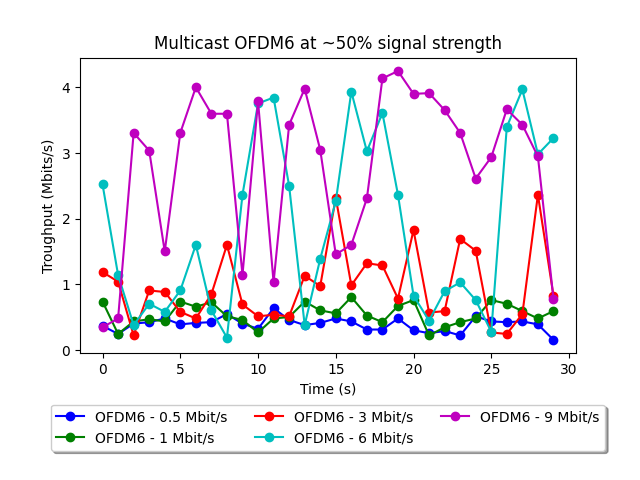 Multicast OFDM6 at ~50% signal strength
Troughput (Mbits/s)
4
3
2
1
0
0 5 10 15 20 25 30
Time (s)
OFDM6 - 0.5 Mbit/s OFDM6 - 3 Mbit/s OFDM6 - 9 Mbit/s
OFDM6 - 1 Mbit/s OFDM6 - 6 Mbit/s